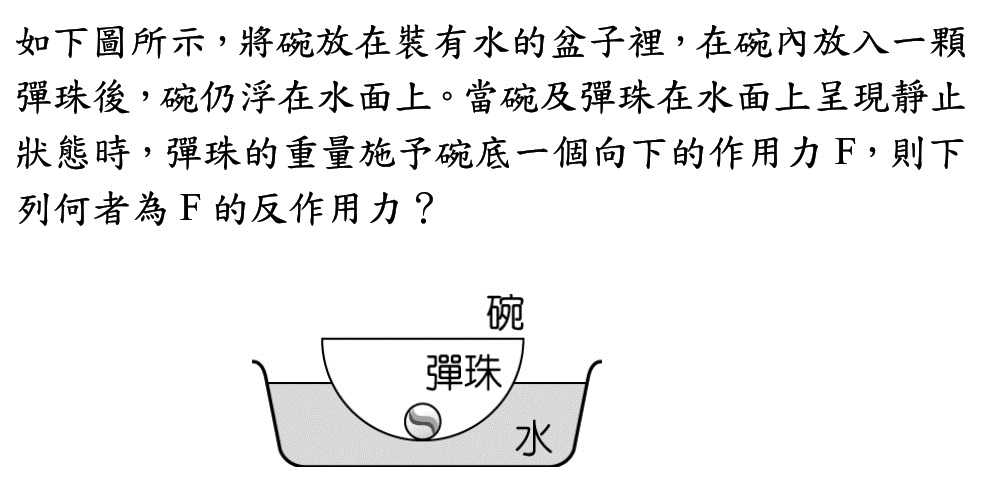 如下圖所示，將碗放在裝有水的盆子裡，在碗內放入一顆
彈珠後，碗仍浮在水面上。當碗及彈珠在水面上呈現靜止
狀態時，彈珠的重量施予碗底一個向下的作用力 F，則下
列何者為 F 的反作用力？
碗
彈珠
水